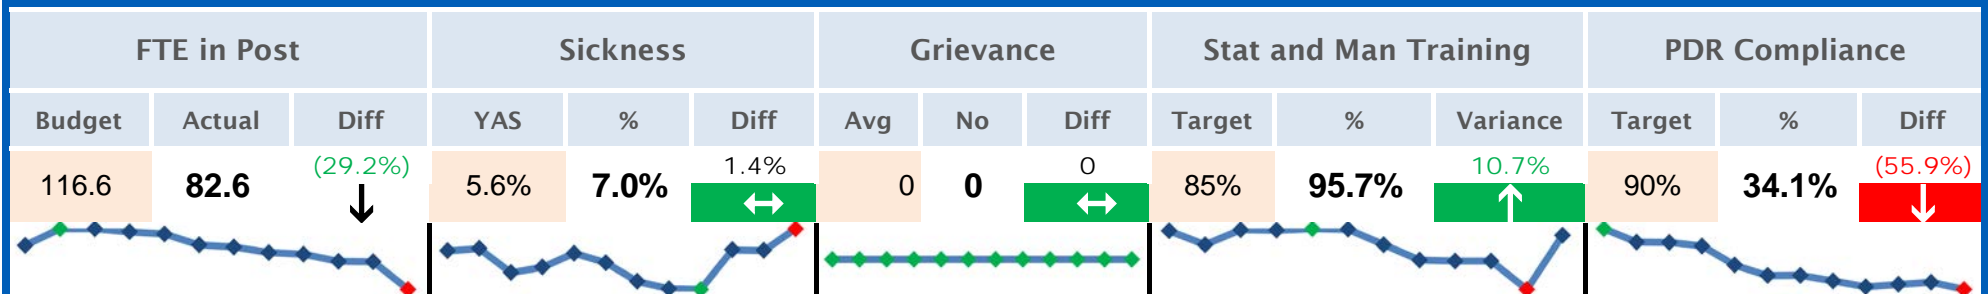 FTE in Post Sickness Grievance Stat and Man Training PDR Compliance
Budget Actual Diff YAS % Diff Avg No Diff Target % Variance Target % Diff
116.6 82.6 (29.2%) 5.6% 7.0% 1.4% 0 0 0 85% 95.7% 10.7% 90% 34.1% (55.9%)